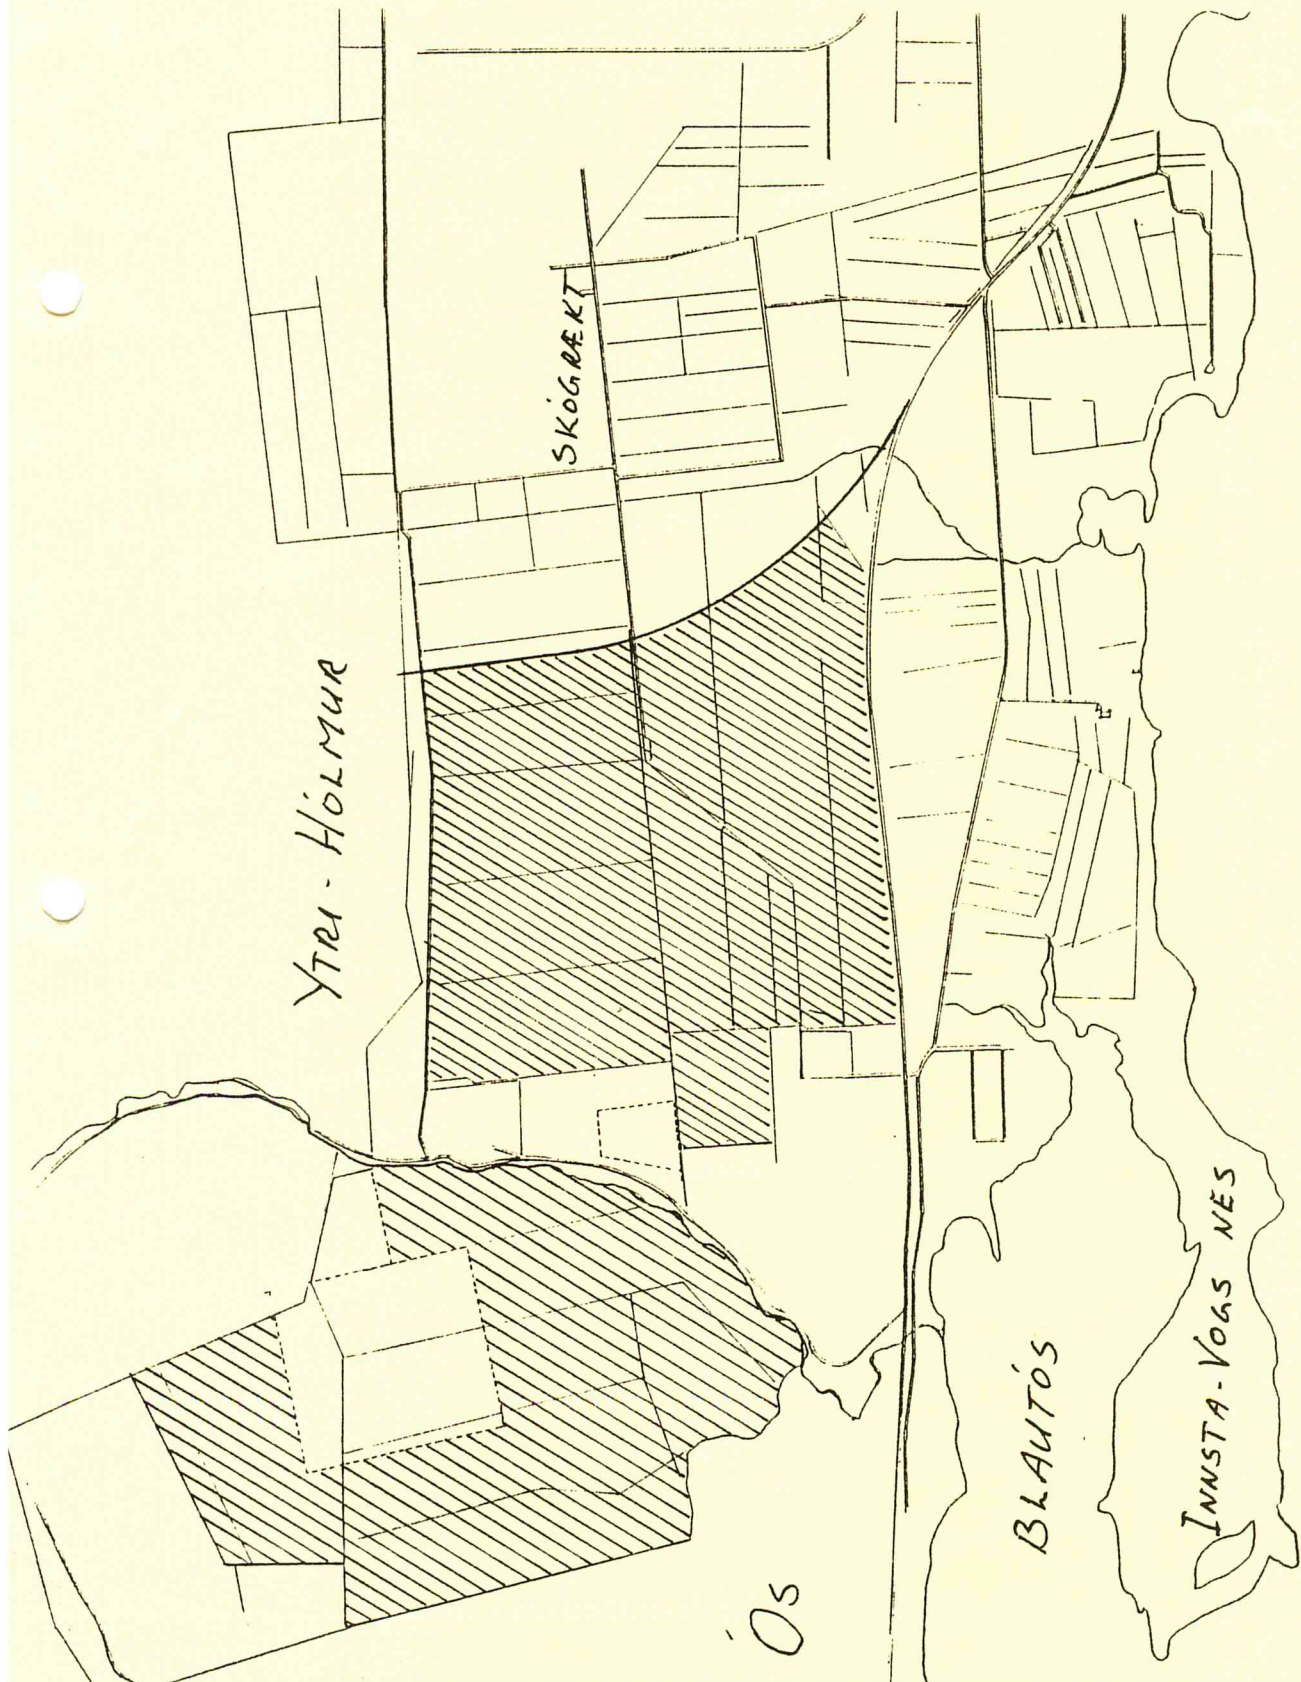 SKÓGRÆKT
YTRI - HÓLMUR
INNSTA - VOGS NES
BLAUTÓS
ÓS